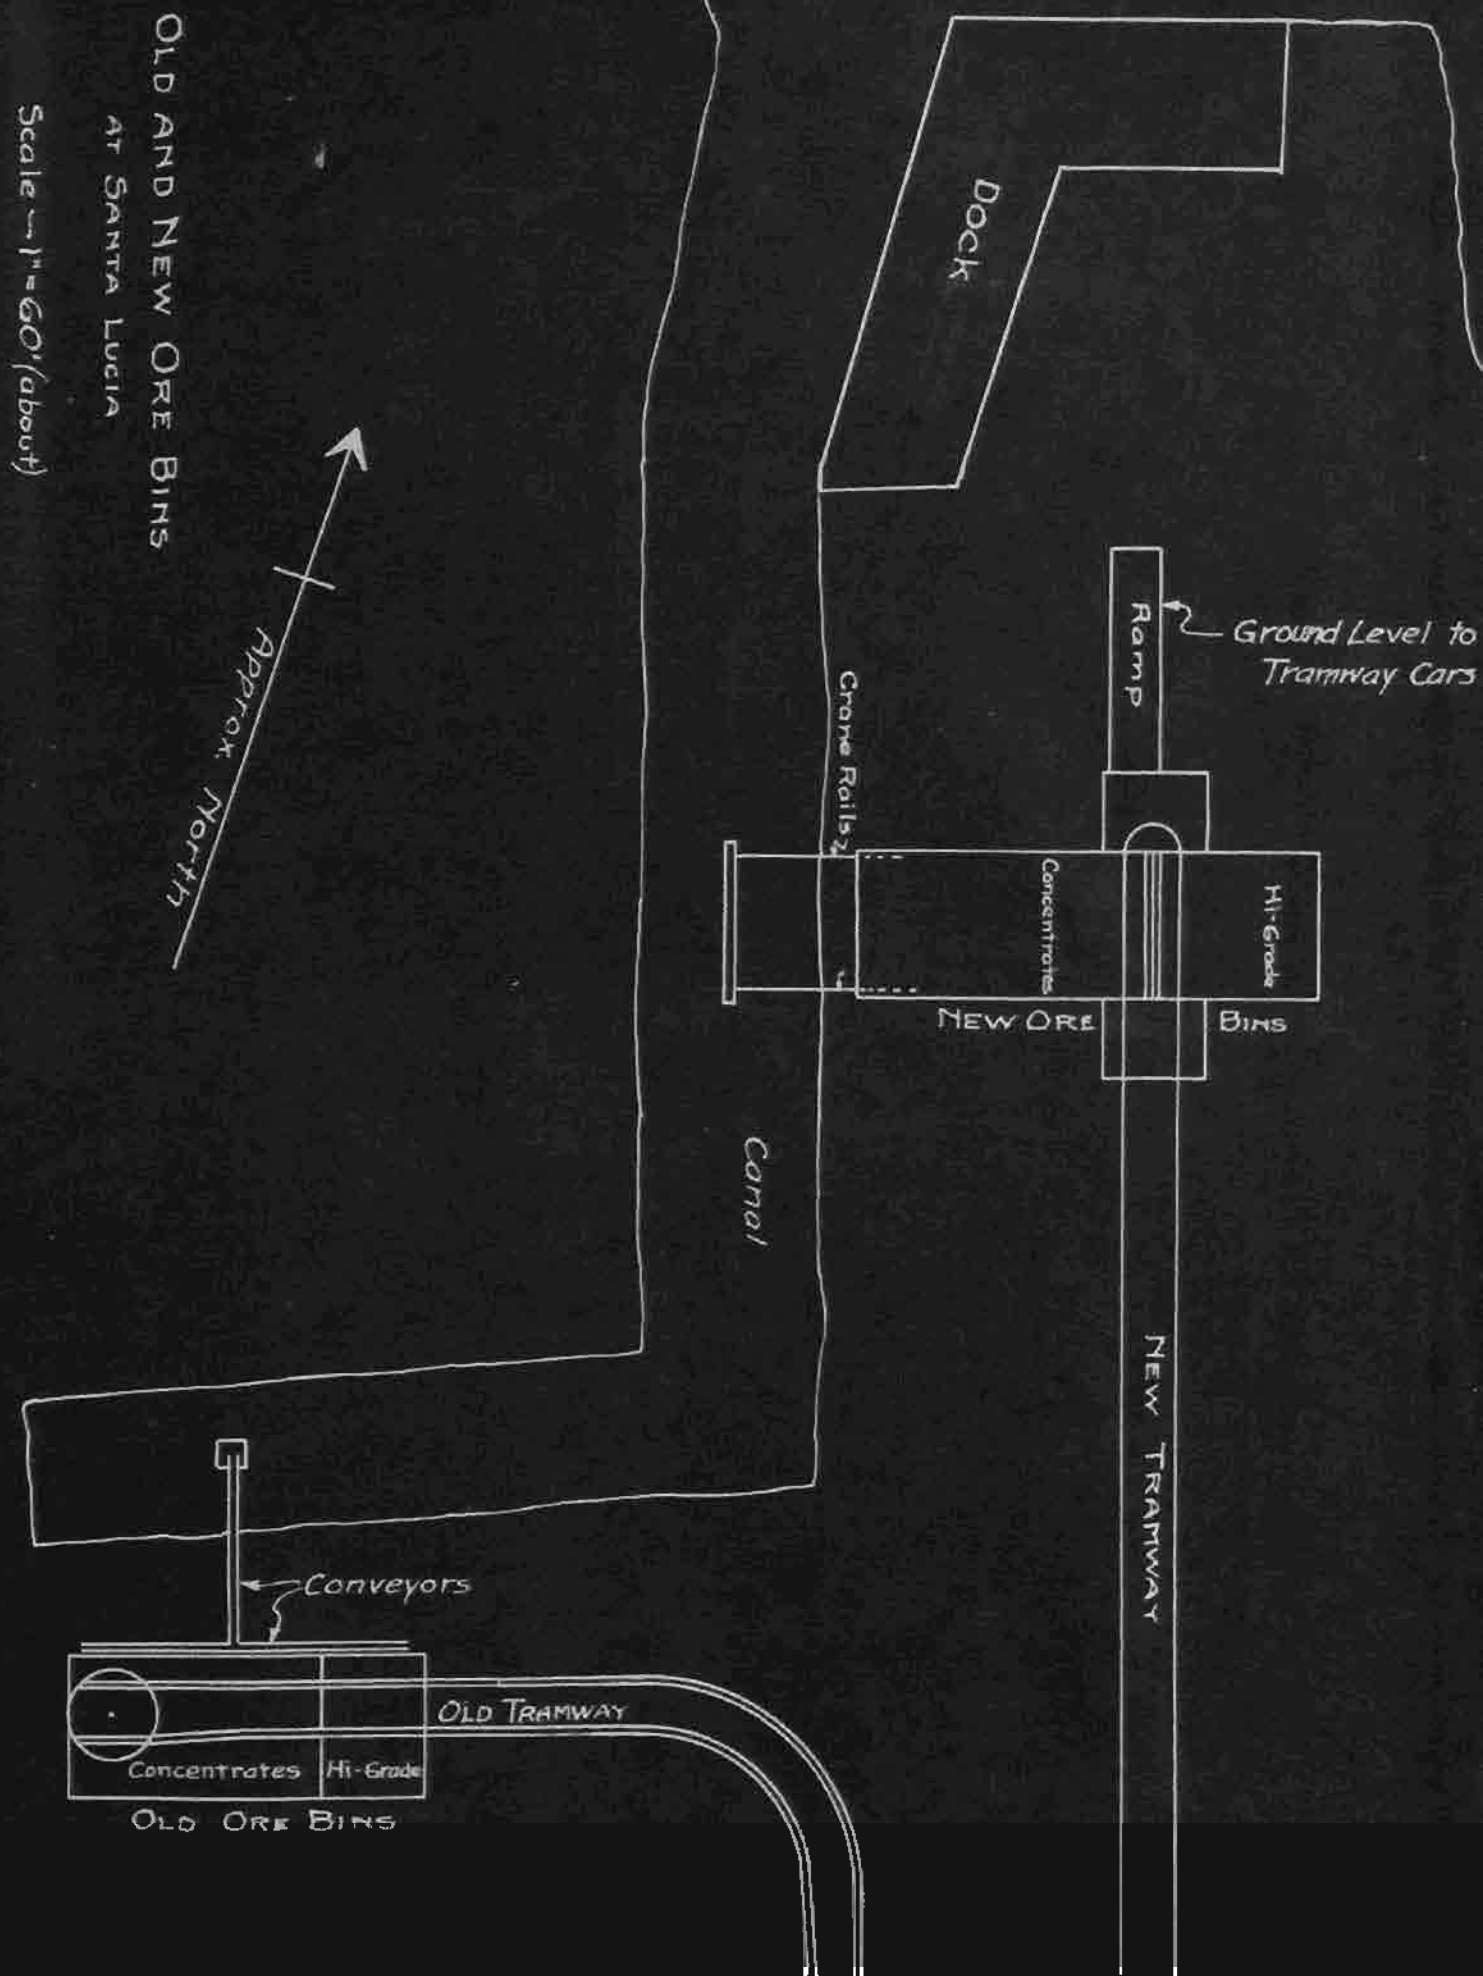 OLD AND NEW ORE BINS
AT SANTA LUCIA
Scale — 1"= 60' (about)
Approx. North
Dock
Ramp
Ground Level to
Tramway Cars
Crane Rails
Concentrates
Hi-Grade
NEW ORE BINS
Canal
NEW TRAMWAY
Conveyors
OLD TRAMWAY
Concentrates
Hi-Grade
OLD ORE BINS